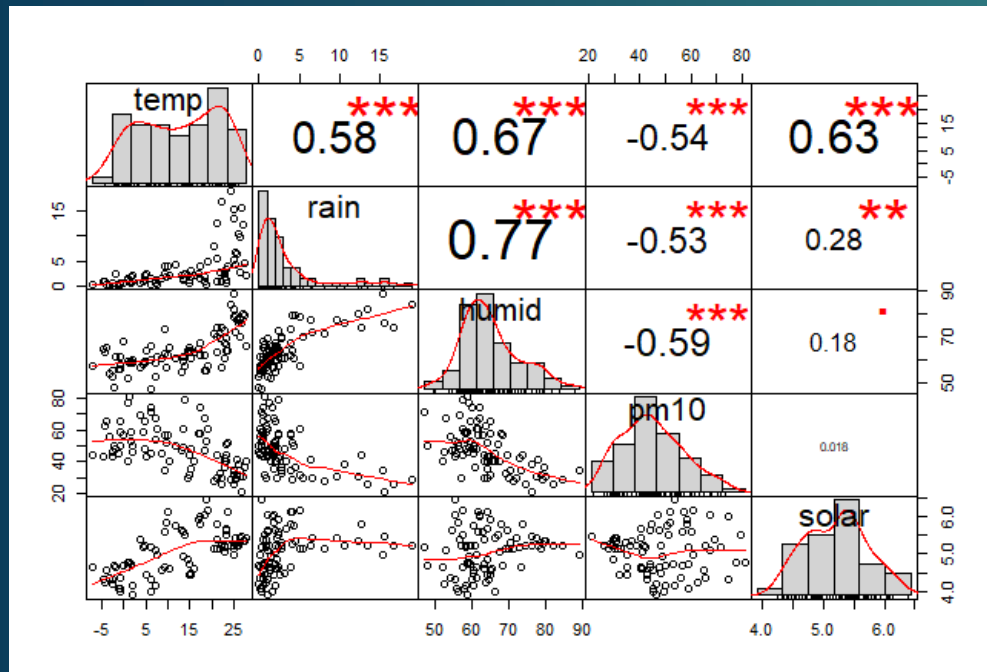 0 5 10 15 20 40 60 80
temp *** 0.58 *** 0.67 *** -0.54 *** 0.63 -5 5 15
15 5 0 rain *** 0.77 *** -0.53 ** 0.28
humid *** -0.59 . 0.18 50 70 90
80 60 40 20 pm10 0.018
solar 4.0 5.0 6.0
-5 5 15 25 50 60 70 80 90 4.0 5.0 6.0